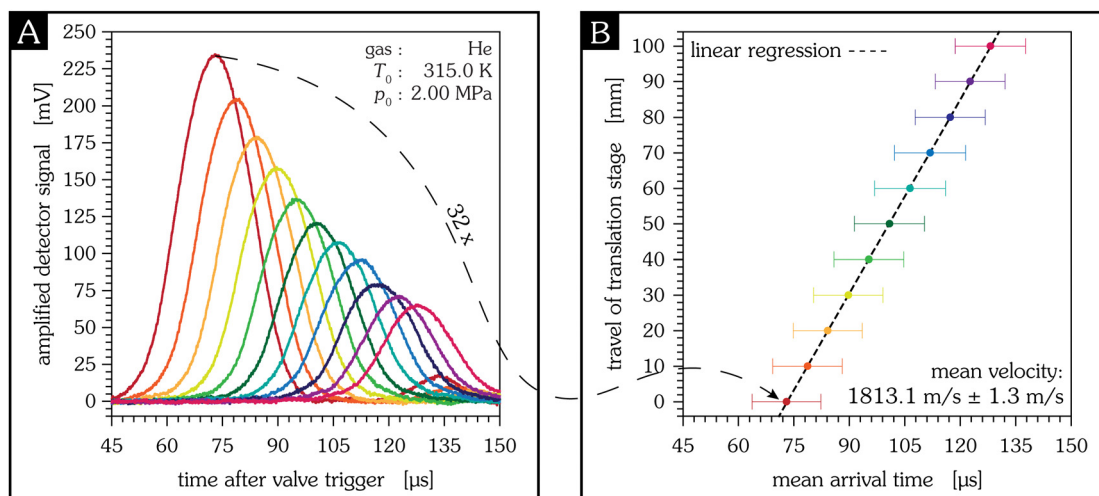 A
250
225
200
175
150
125
100
75
50
25
0
amplified detector signal [mV]
gas : He
T₀ : 315.0 K
p₀ : 2.00 MPa
32 x
45 60 75 90 105 120 135 150
time after valve trigger [µs]
B
linear regression
100
90
80
70
60
50
40
30
20
10
0
travel of translation stage [mm]
mean velocity:
1813.1 m/s ± 1.3 m/s
45 60 75 90 105 120 135 150
mean arrival time [µs]